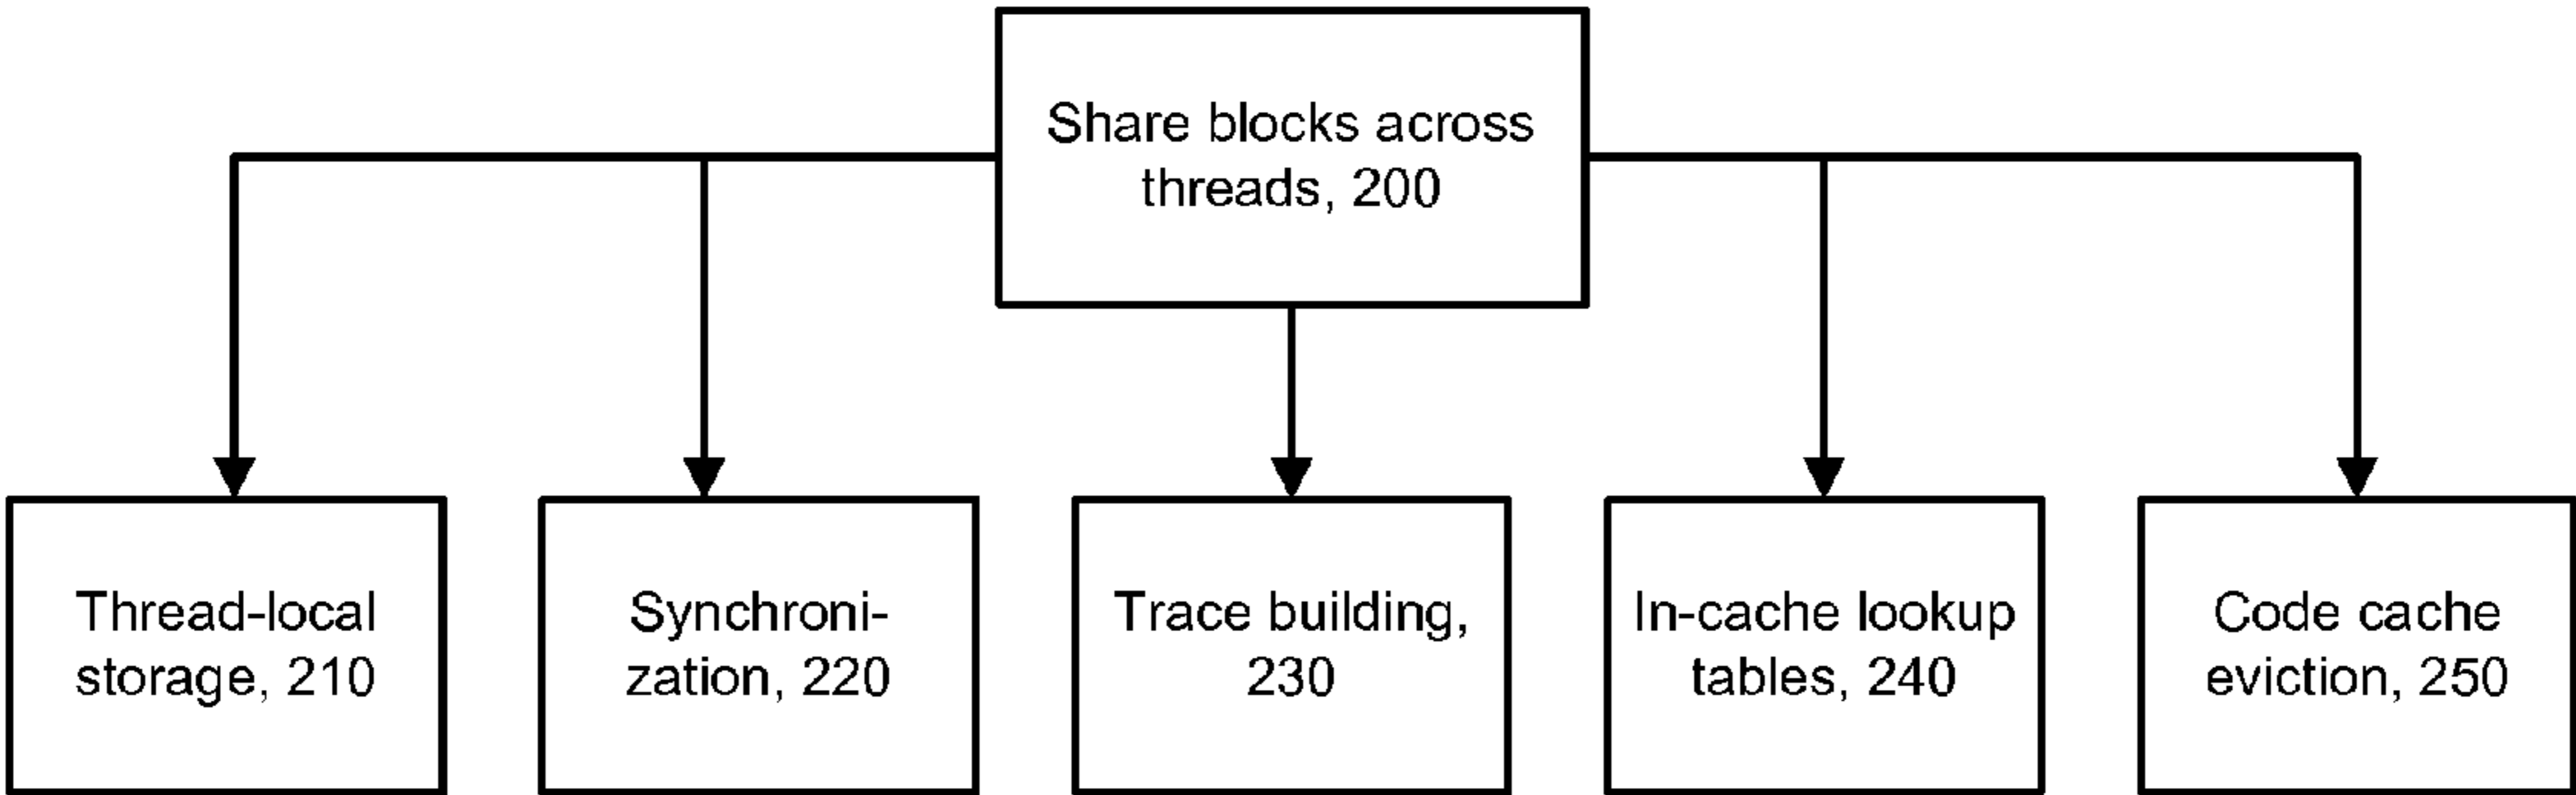 Share blocks across
threads, 200
Thread-local
storage, 210
Synchroni-
zation, 220
Trace building,
230
In-cache lookup
tables, 240
Code cache
eviction, 250